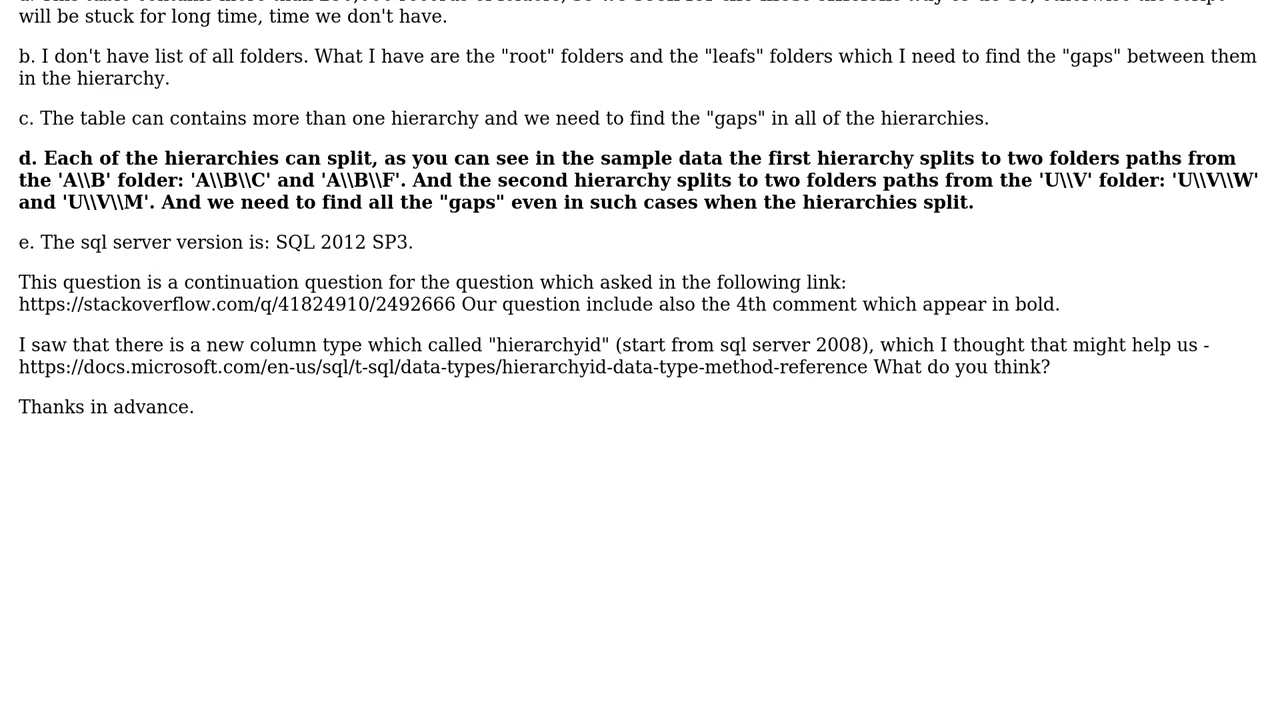 will be stuck for long time, time we don't have.
b. I don't have list of all folders. What I have are the "root" folders and the "leafs" folders which I need to find the "gaps" between them
in the hierarchy.
c. The table can contains more than one hierarchy and we need to find the "gaps" in all of the hierarchies.
d. Each of the hierarchies can split, as you can see in the sample data the first hierarchy splits to two folders paths from
the 'A\\B' folder: 'A\\B\\C' and 'A\\B\\F'. And the second hierarchy splits to two folders paths from the 'U\\V' folder: 'U\\V\\W'
and 'U\\V\\M'. And we need to find all the "gaps" even in such cases when the hierarchies split.
e. The sql server version is: SQL 2012 SP3.
This question is a continuation question for the question which asked in the following link:
https://stackoverflow.com/q/41824910/2492666 Our question include also the 4th comment which appear in bold.
I saw that there is a new column type which called "hierarchyid" (start from sql server 2008), which I thought that might help us -
https://docs.microsoft.com/en-us/sql/t-sql/data-types/hierarchyid-data-type-method-reference What do you think?
Thanks in advance.